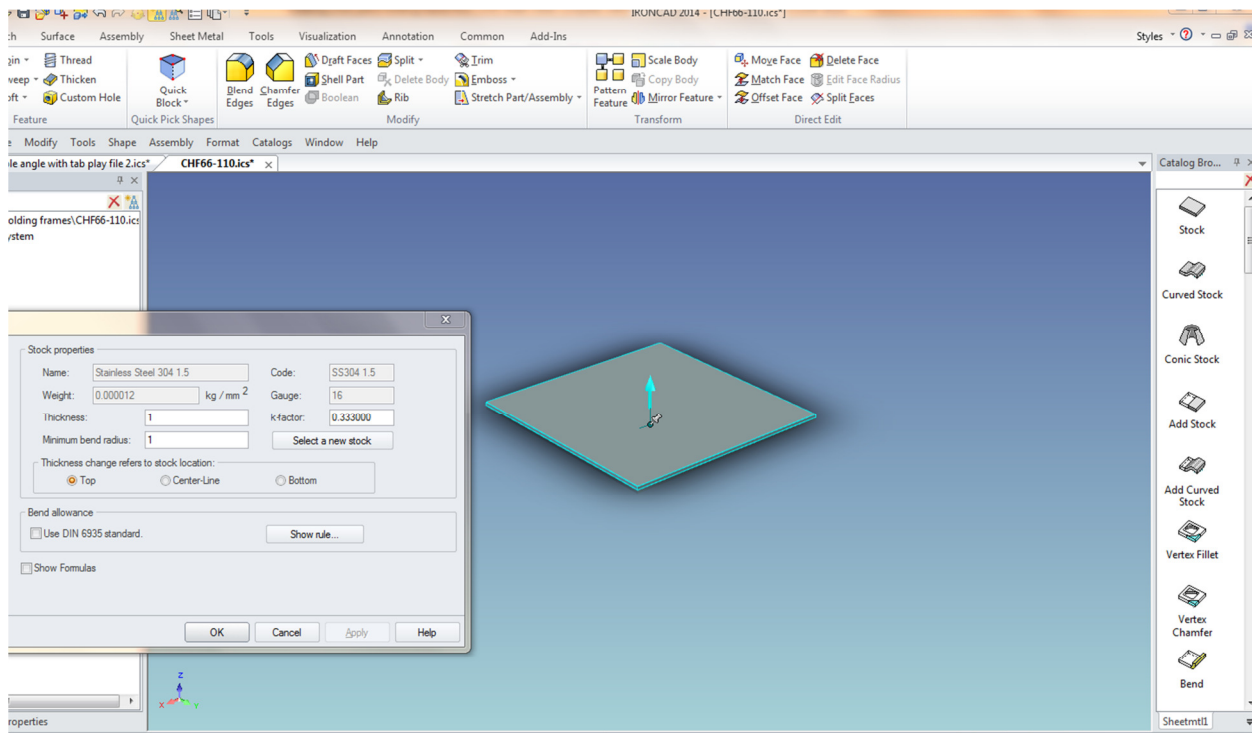 IRONCAD 2014 - [CHF66-110.ics*]
Surface Assembly Sheet Metal Tools Visualization Annotation Common Add-Ins Styles
Thread
Thicken
Custom Hole
Feature
Quick Block
Quick Pick Shapes
Blend Edges
Chamfer Edges
Draft Faces Split Trim
Shell Part Delete Body Emboss
Boolean Rib Stretch Part/Assembly
Modify
Pattern Feature
Scale Body
Copy Body
Mirror Feature
Transform
Move Face Delete Face
Match Face Edit Face Radius
Offset Face Split Faces
Direct Edit
Modify Tools Shape Assembly Format Catalogs Window Help
le angle with tab play file 2.ics* CHF66-110.ics*
olding frames\CHF66-110.ics
ystem
Stock properties
Name: Stainless Steel 304 1.5 Code: SS304 1.5
Weight: 0.000012 kg / mm 2 Gauge: 16
Thickness: 1 k-factor: 0.333000
Minimum bend radius: 1 Select a new stock
Thickness change refers to stock location:
Top Center-Line Bottom
Bend allowance
Use DIN 6935 standard. Show rule...
Show Formulas
OK Cancel Apply Help
z
x y
roperties
Catalog Bro...
Stock
Curved Stock
Conic Stock
Add Stock
Add Curved
Stock
Vertex Fillet
Vertex
Chamfer
Bend
Sheetmtl1